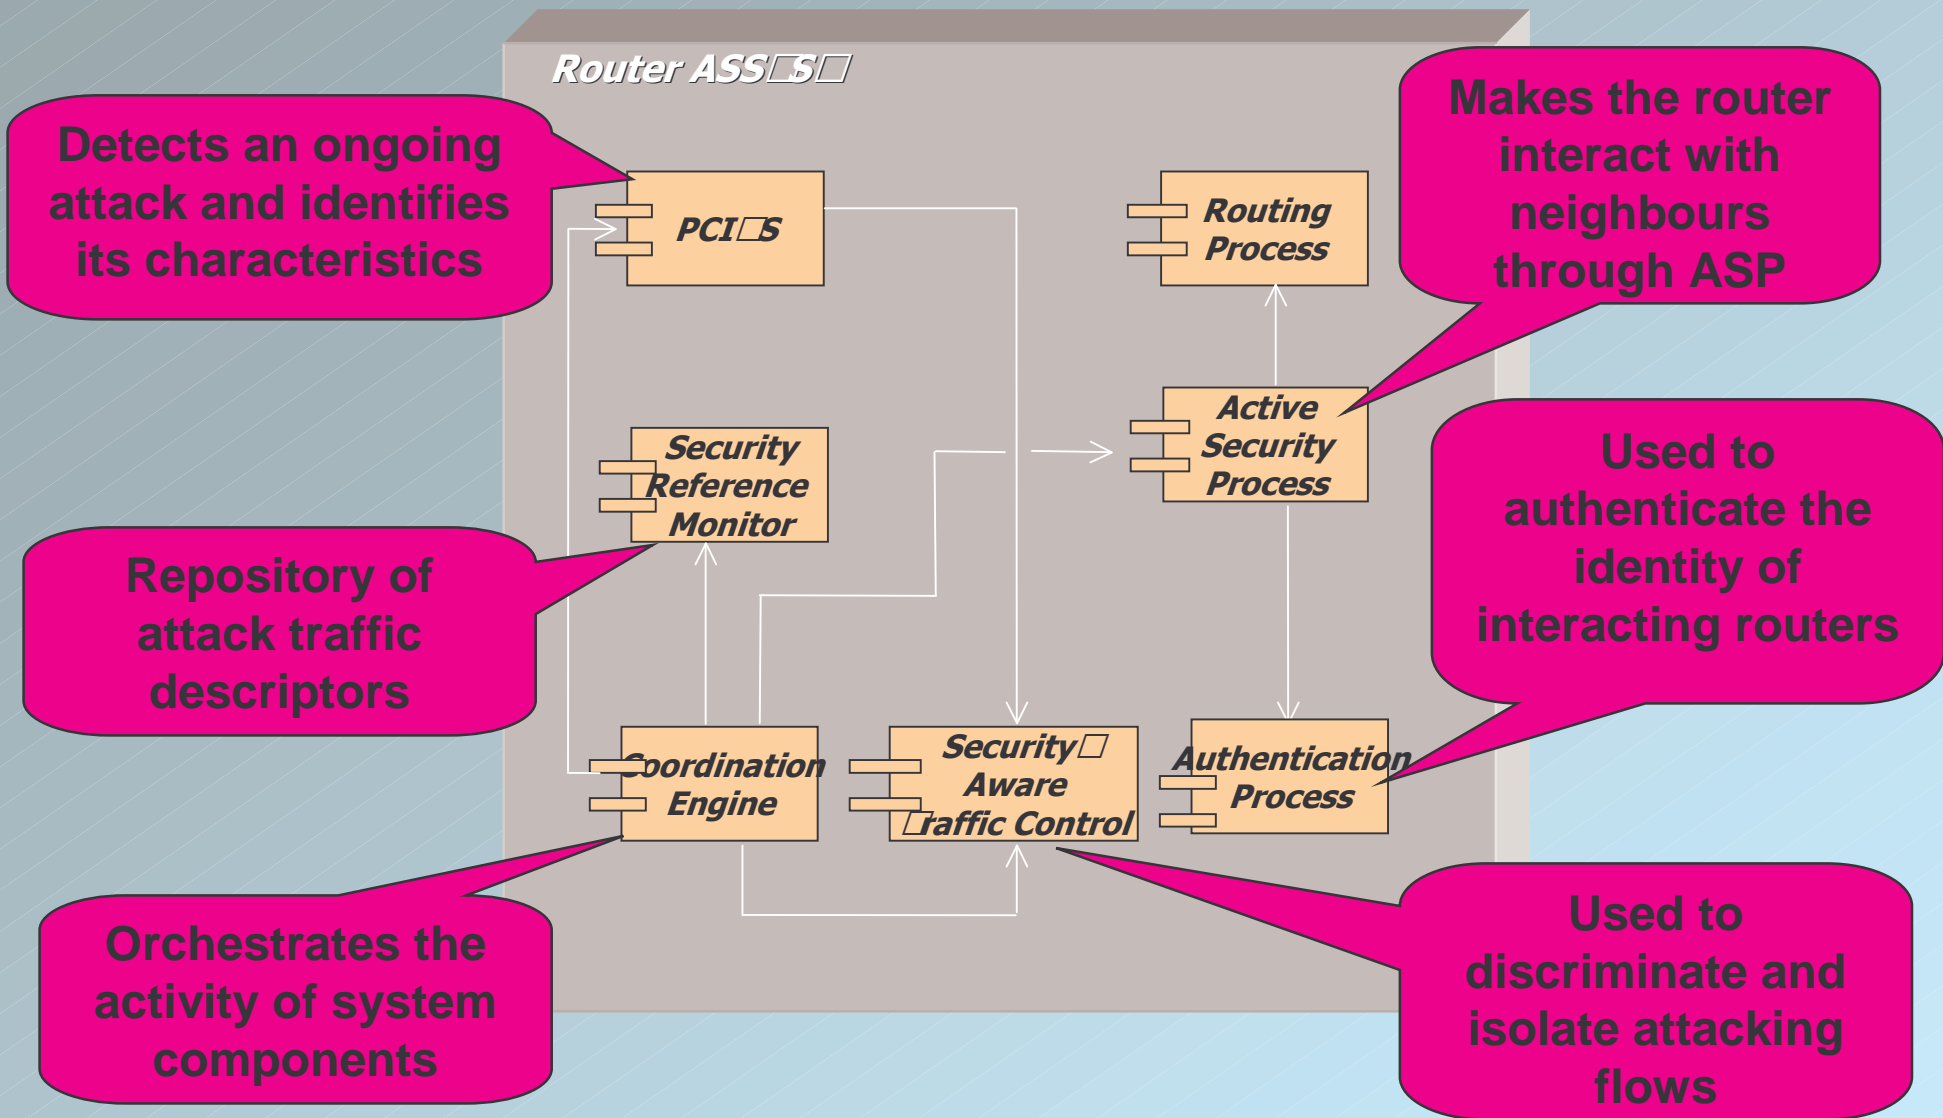 Router ASS□S□
Detects an ongoing
attack and identifies
its characteristics
PCI□S
Routing
Process
Makes the router
interact with
neighbours
through ASP
Security
Reference
Monitor
Active
Security
Process
Used to
authenticate the
identity of
interacting routers
Repository of
attack traffic
descriptors
Coordination
Engine
Security□
Aware
□raffic Control
Authentication
Process
Orchestrates the
activity of system
components
Used to
discriminate and
isolate attacking
flows